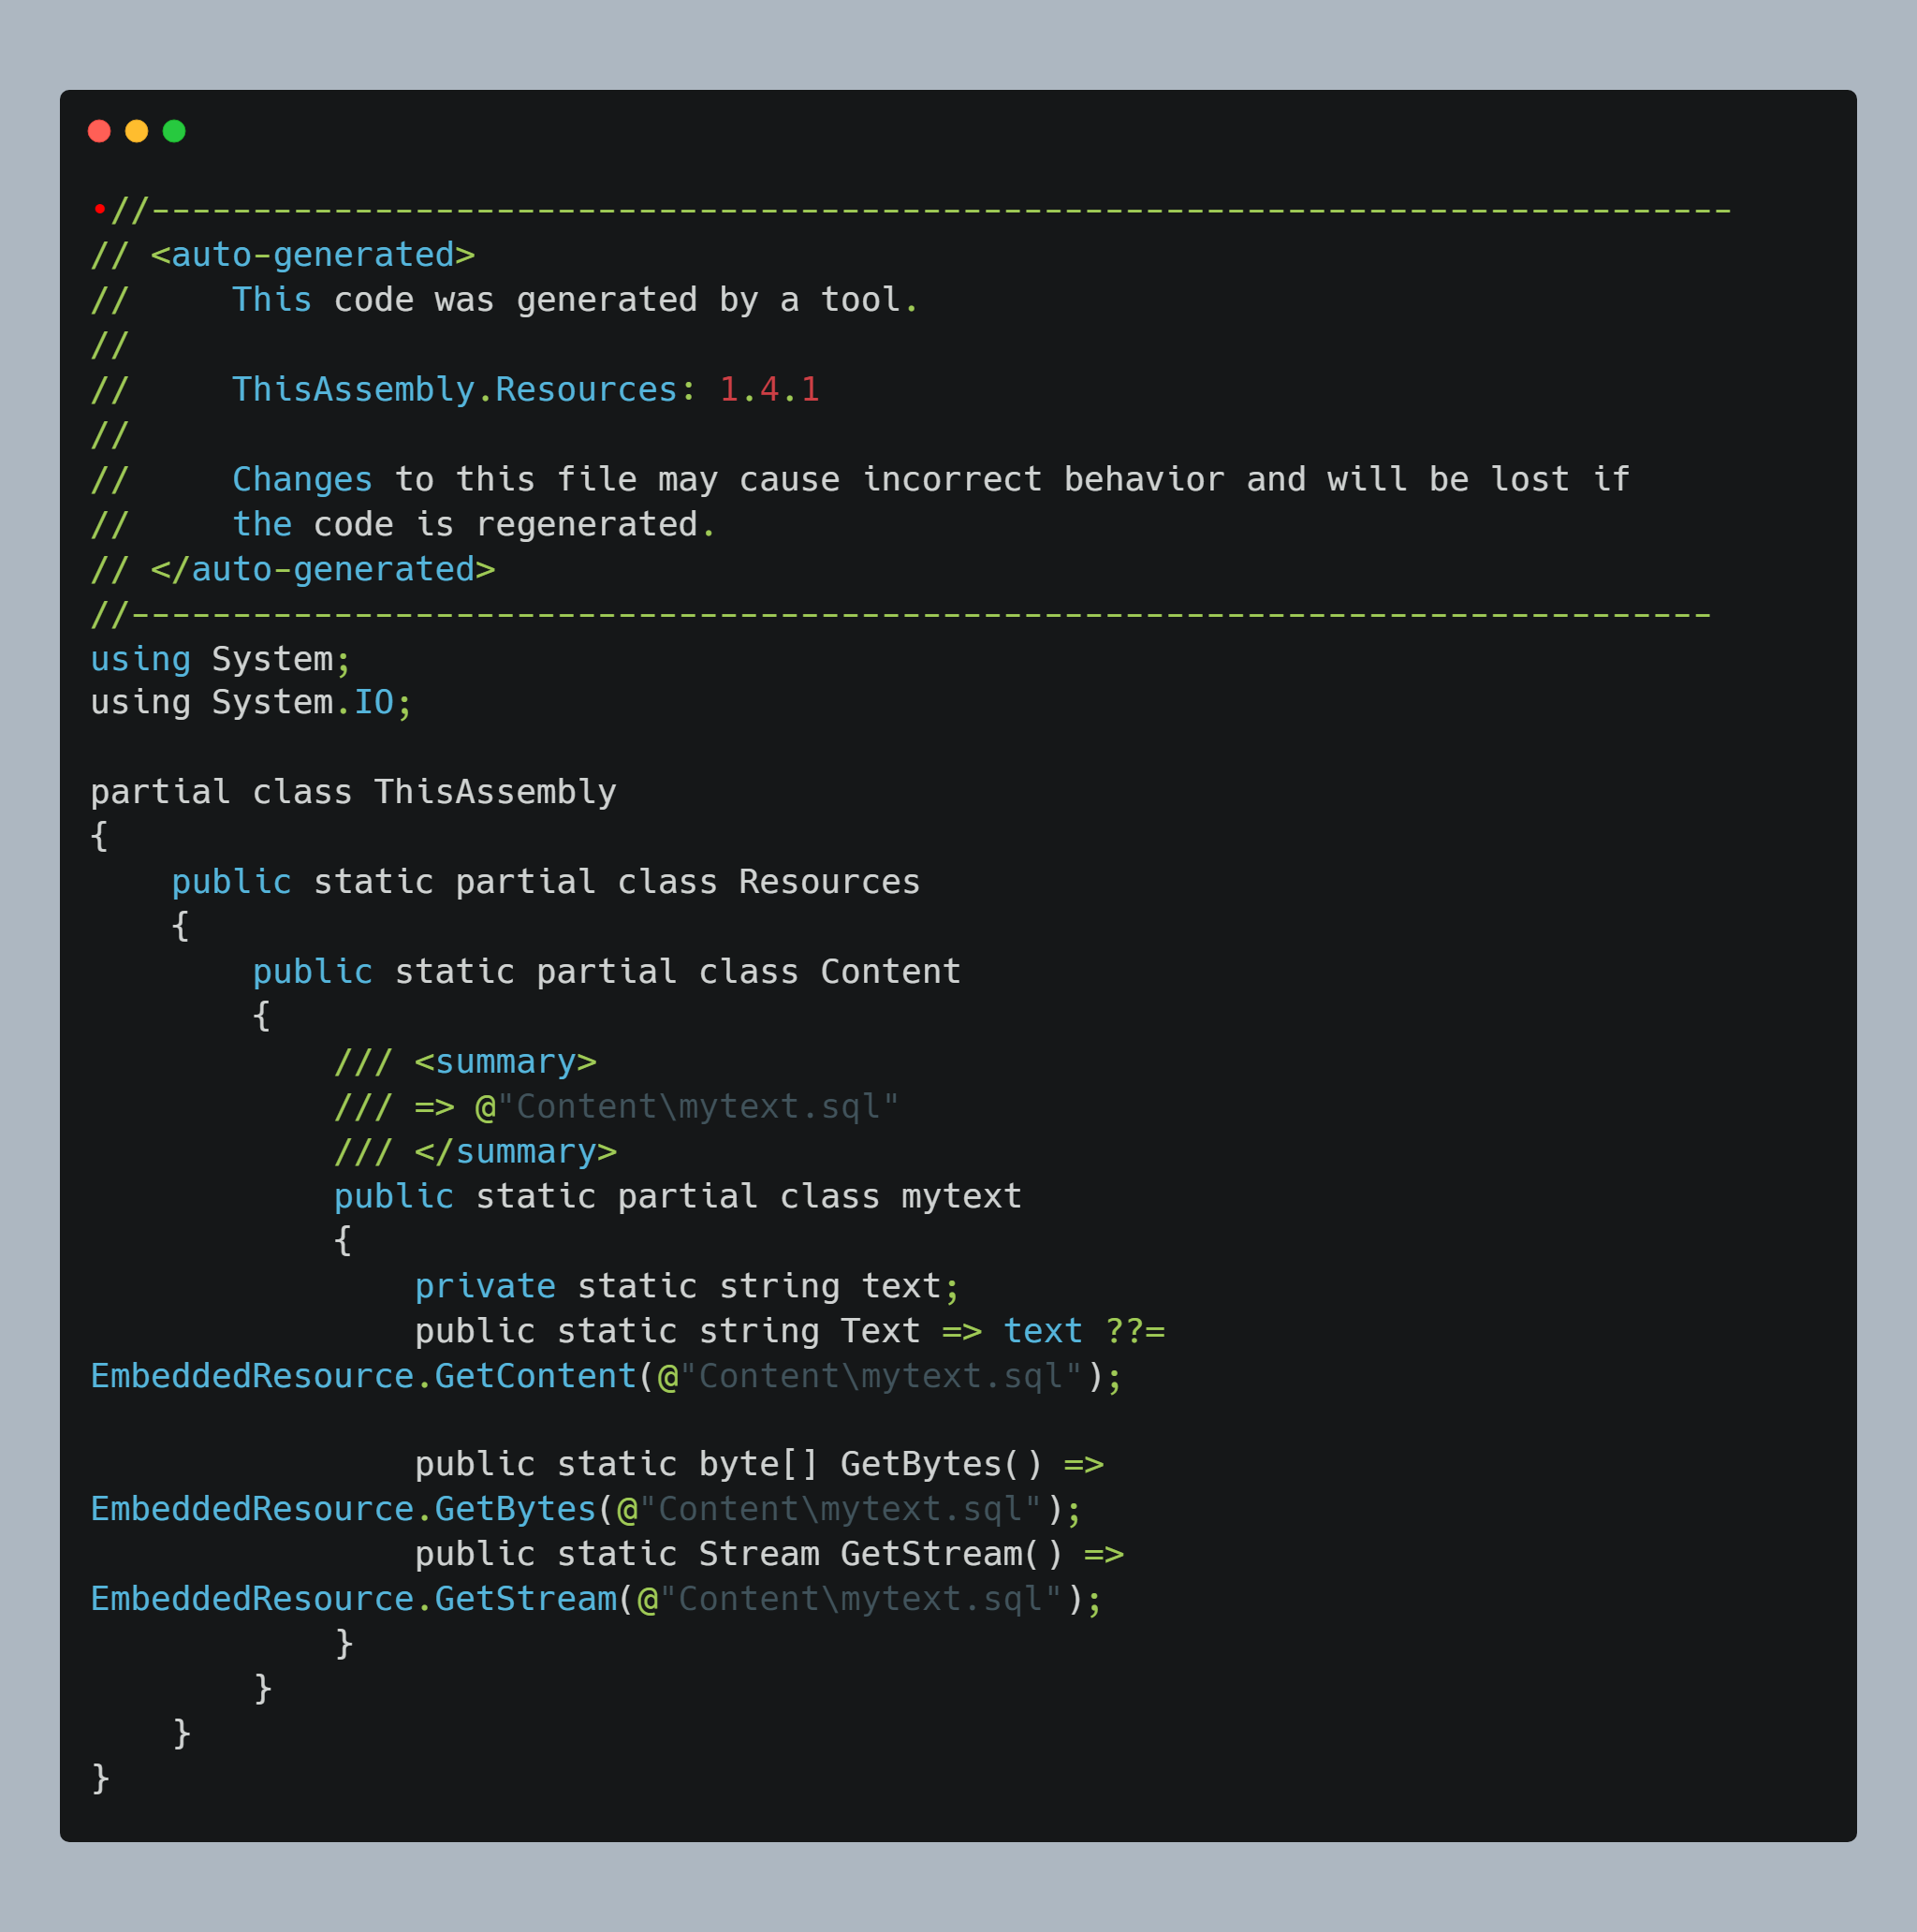 •//------------------------------------------------------------------------------
// <auto-generated>
//     This code was generated by a tool.
//
//     ThisAssembly.Resources: 1.4.1
//
//     Changes to this file may cause incorrect behavior and will be lost if
//     the code is regenerated.
// </auto-generated>
//------------------------------------------------------------------------------
using System;
using System.IO;

partial class ThisAssembly
{
    public static partial class Resources
    {
        public static partial class Content
        {
            /// <summary>
            /// => @"Content\mytext.sql"
            /// </summary>
            public static partial class mytext
            {
                private static string text;
                public static string Text => text ??=
EmbeddedResource.GetContent(@"Content\mytext.sql");

                public static byte[] GetBytes() =>
EmbeddedResource.GetBytes(@"Content\mytext.sql");
                public static Stream GetStream() =>
EmbeddedResource.GetStream(@"Content\mytext.sql");
            }
        }
    }
}